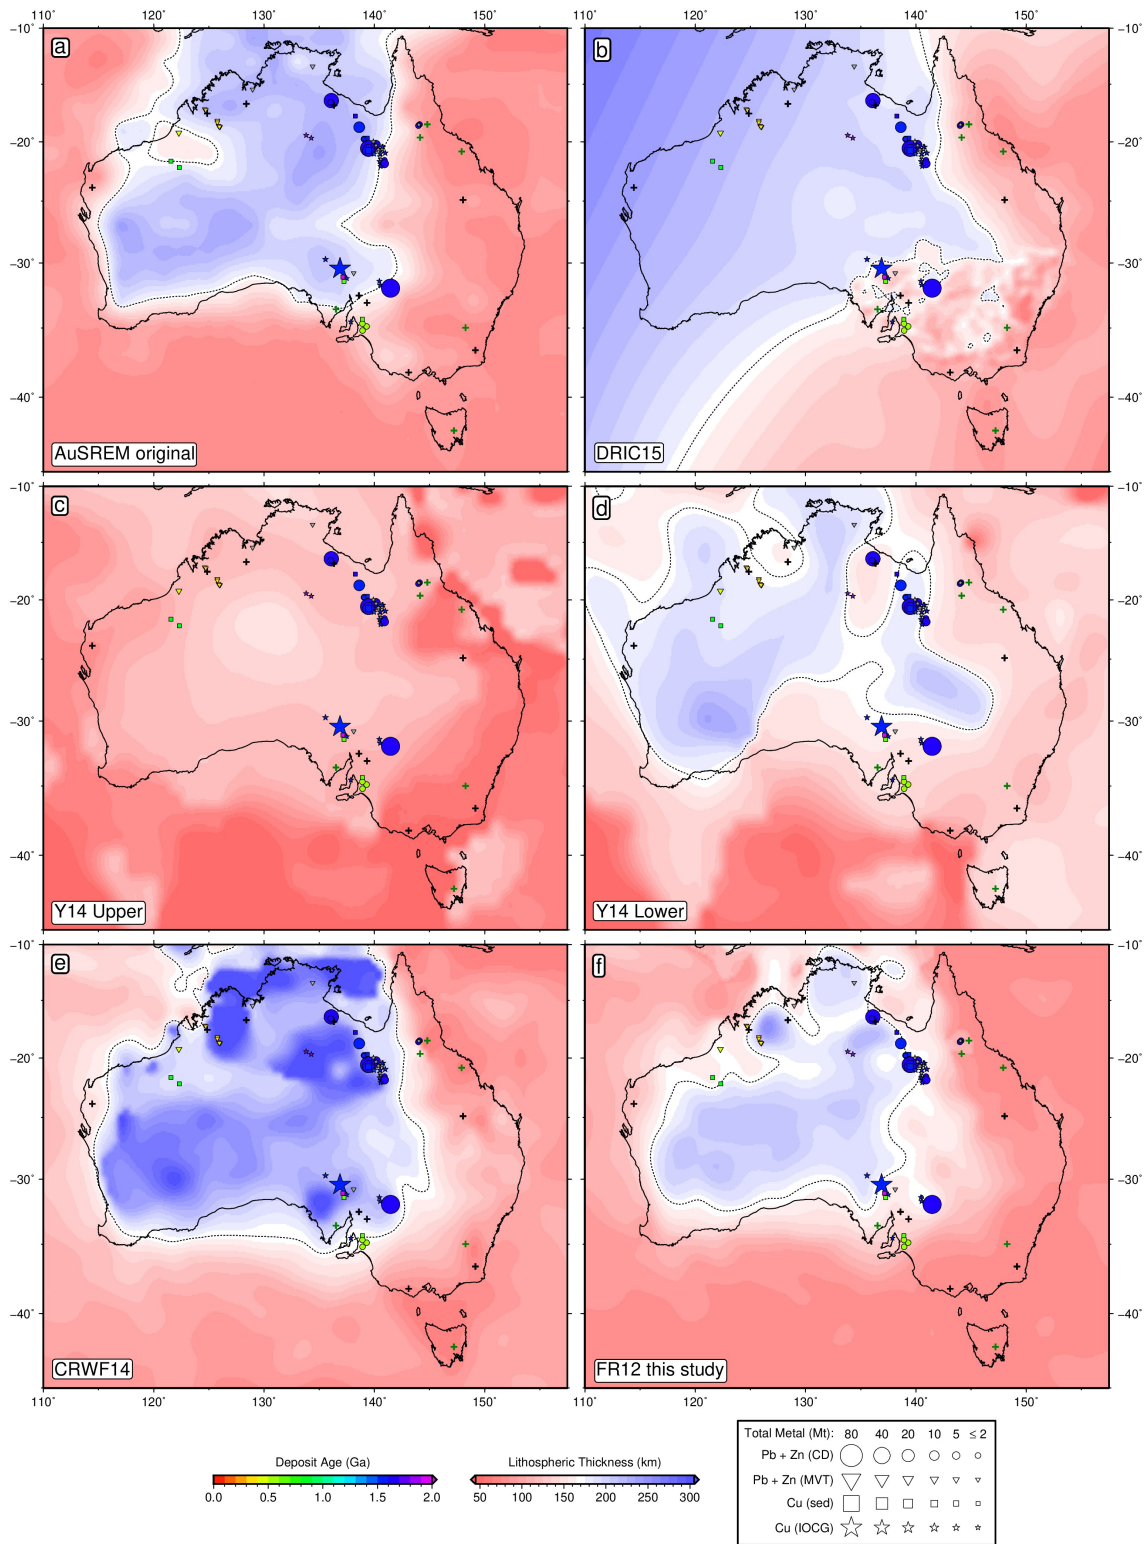 110° 120° 130° 140° 150°
110° 120° 130° 140° 150°
−10° −10°
a b
−20° −20°
−30° −30°
−40° −40°
AuSREM original DRIC15
−10° −10°
c d
−20° −20°
−30° −30°
−40° −40°
Y14 Upper Y14 Lower
−10° −10°
e f
−20° −20°
−30° −30°
−40° −40°
CRWF14 FR12 this study
110° 120° 130° 140° 150°
110° 120° 130° 140° 150°
Deposit Age (Ga)
0.0 0.5 1.0 1.5 2.0
Lithospheric Thickness (km)
50 100 150 200 250 300
Total Metal (Mt): 80 40 20 10 5 ≤ 2
Pb + Zn (CD)
Pb + Zn (MVT)
Cu (sed)
Cu (IOCG)